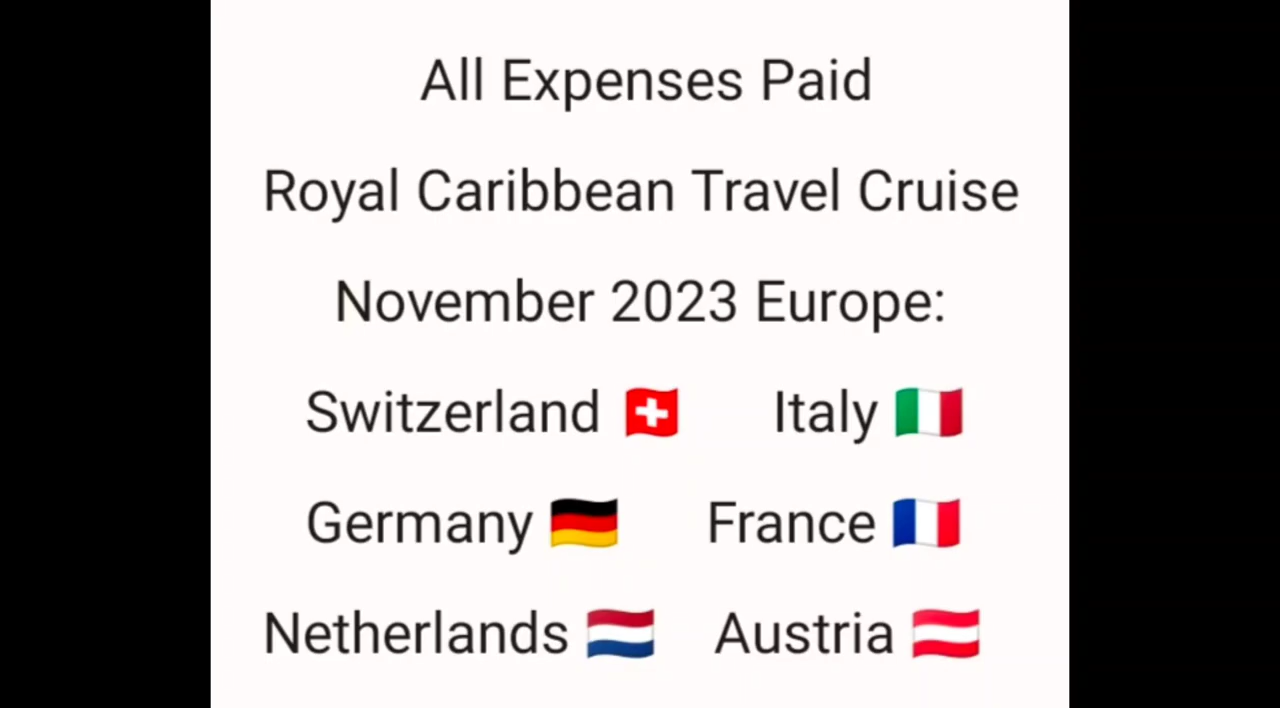 All Expenses Paid
Royal Caribbean Travel Cruise
November 2023 Europe:
Switzerland 🇨🇭 Italy 🇮🇹
Germany 🇩🇪 France 🇫🇷
Netherlands 🇳🇱 Austria 🇦🇹